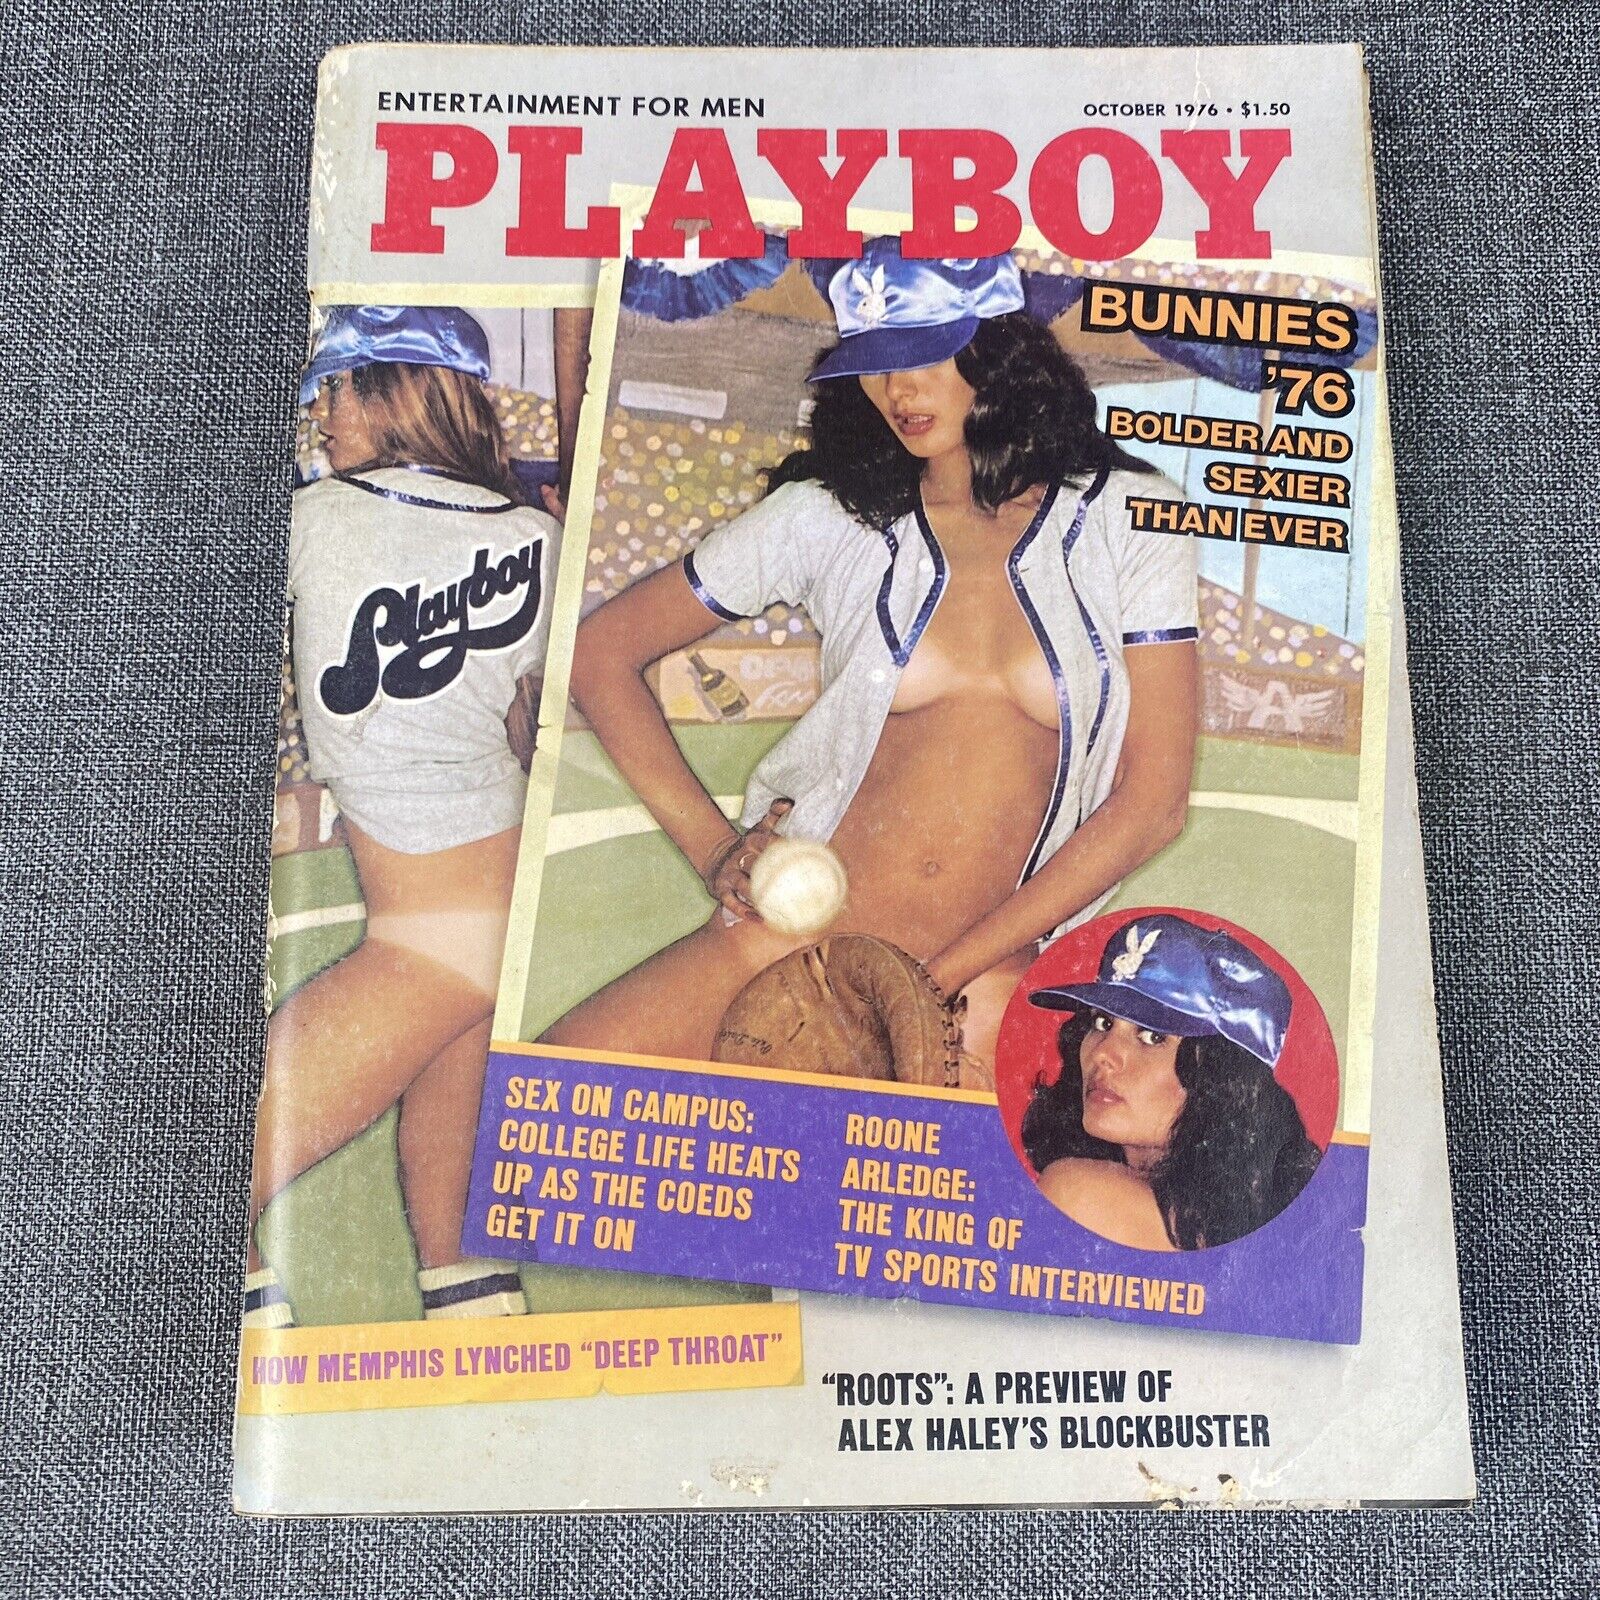 ENTERTAINMENT FOR MEN
OCTOBER 1976 • $1.50
PLAYBOY
BUNNIES
'76
BOLDER AND
SEXIER
THAN EVER
Playboy
A
SEX ON CAMPUS:
COLLEGE LIFE HEATS
UP AS THE COEDS
GET IT ON
ROONE
ARLEDGE:
THE KING OF
TV SPORTS INTERVIEWED
HOW MEMPHIS LYNCHED “DEEP THROAT”
“ROOTS”: A PREVIEW OF
ALEX HALEY'S BLOCKBUSTER